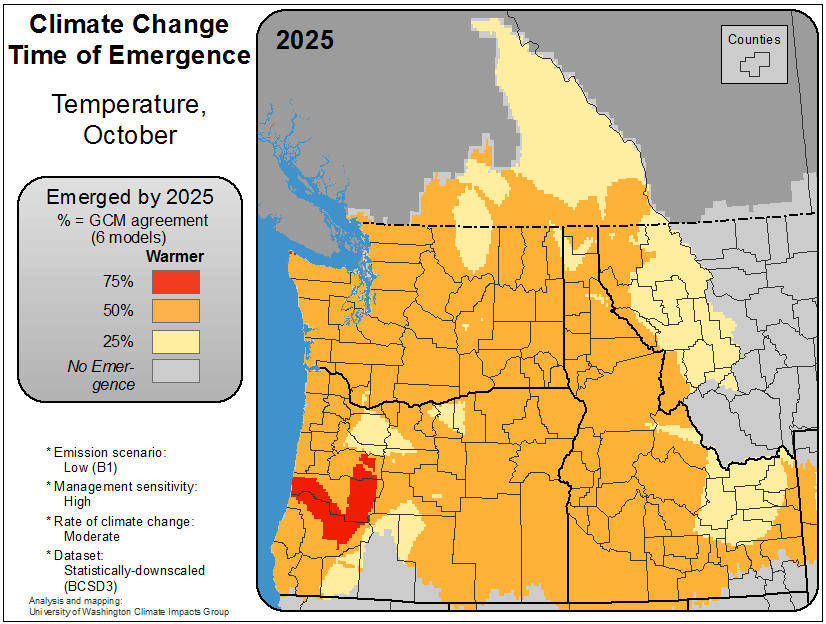 Climate Change
Time of Emergence
Temperature,
October
Emerged by 2025
% = GCM agreement
(6 models)
Warmer
75%
50%
25%
No Emer-
gence
* Emission scenario:
Low (B1)
* Management sensitivity:
High
* Rate of climate change:
Moderate
* Dataset:
Statistically-downscaled
(BCSD3)
Analysis and mapping:
University of Washington Climate Impacts Group
2025
Counties